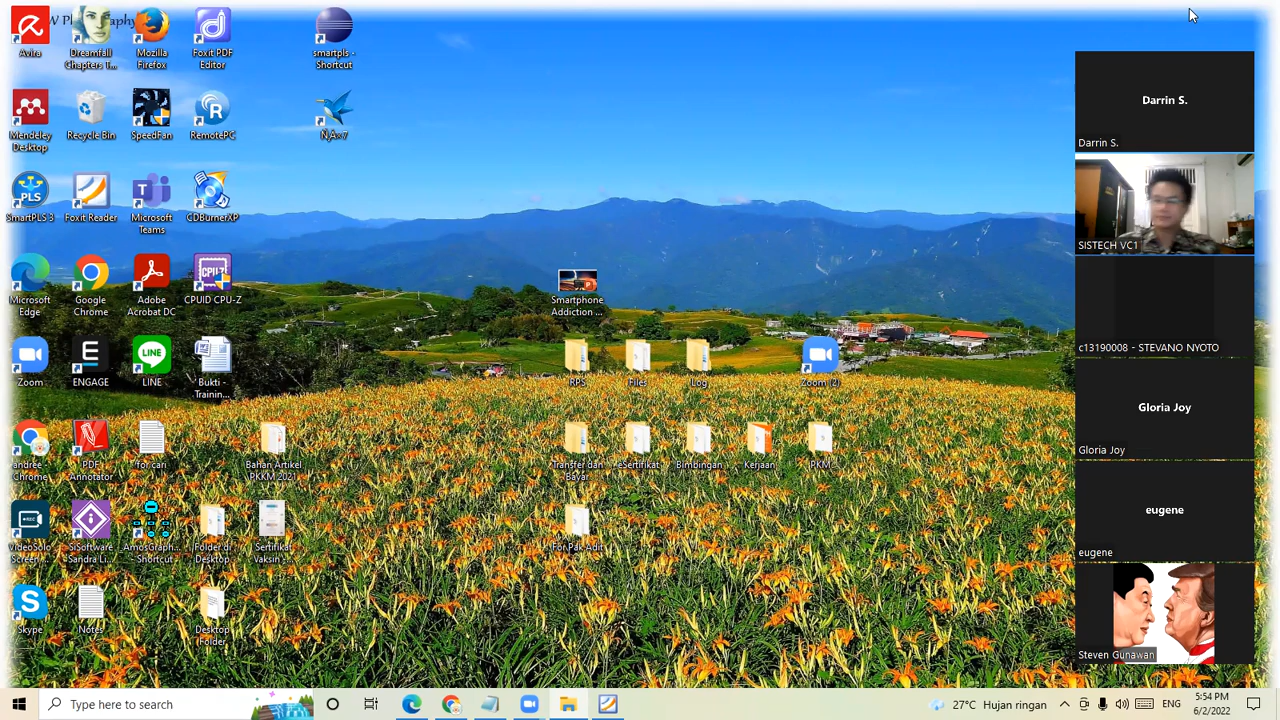 Avira
Dreamfall
Chapters T...
Mozilla
Firefox
Foxit PDF
Editor
smartpls -
Shortcut
Mendeley
Desktop
Recycle Bin
SpeedFan
RemotePC
SmartPLS 3
Foxit Reader
Microsoft
Teams
CDBurnerXP
Microsoft
Edge
Google
Chrome
Adobe
Acrobat DC
CPUID CPU-Z
Smartphone
Addiction ...
Zoom
ENGAGE
LINE
Bukti -
Trainin...
RPS
Files
Log
Zoom (2)
andree -
Chrome
PDF
Annotator
for cari
Bahan Artikel
PKKM 2021
Transfer dan
Bayar
eSertifikat
Bimbingan
Kerjaan
PKM
VideoSolo
Screen ...
SiSoftware
Sandra Li...
AmosGraph...
- Shortcut
Folder di
Desktop
Sertifikat
vaksin - ...
For Pak Adit
Skype
Notes
Desktop
Folder
Darrin S.
Darrin S.
SISTECH VC1
c13190008 - STEVANO NYOTO
Gloria Joy
Gloria Joy
eugene
eugene
Steven Gunawan
Type here to search
27°C Hujan ringan
ENG
5:54 PM
6/2/2022